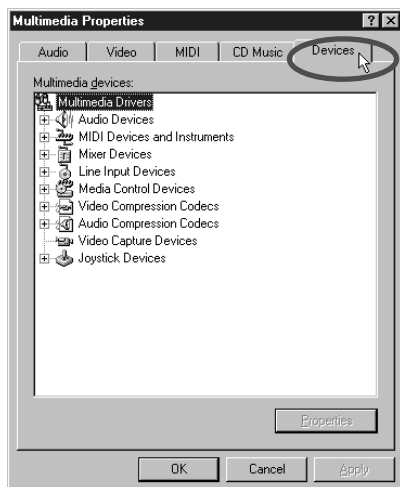 Multimedia Properties
Audio Video MIDI CD Music Devices
Multimedia devices:
Multimedia Drivers
Audio Devices
MIDI Devices and Instruments
Mixer Devices
Line Input Devices
Media Control Devices
Video Compression Codecs
Audio Compression Codecs
Video Capture Devices
Joystick Devices
Properties
OK Cancel Apply